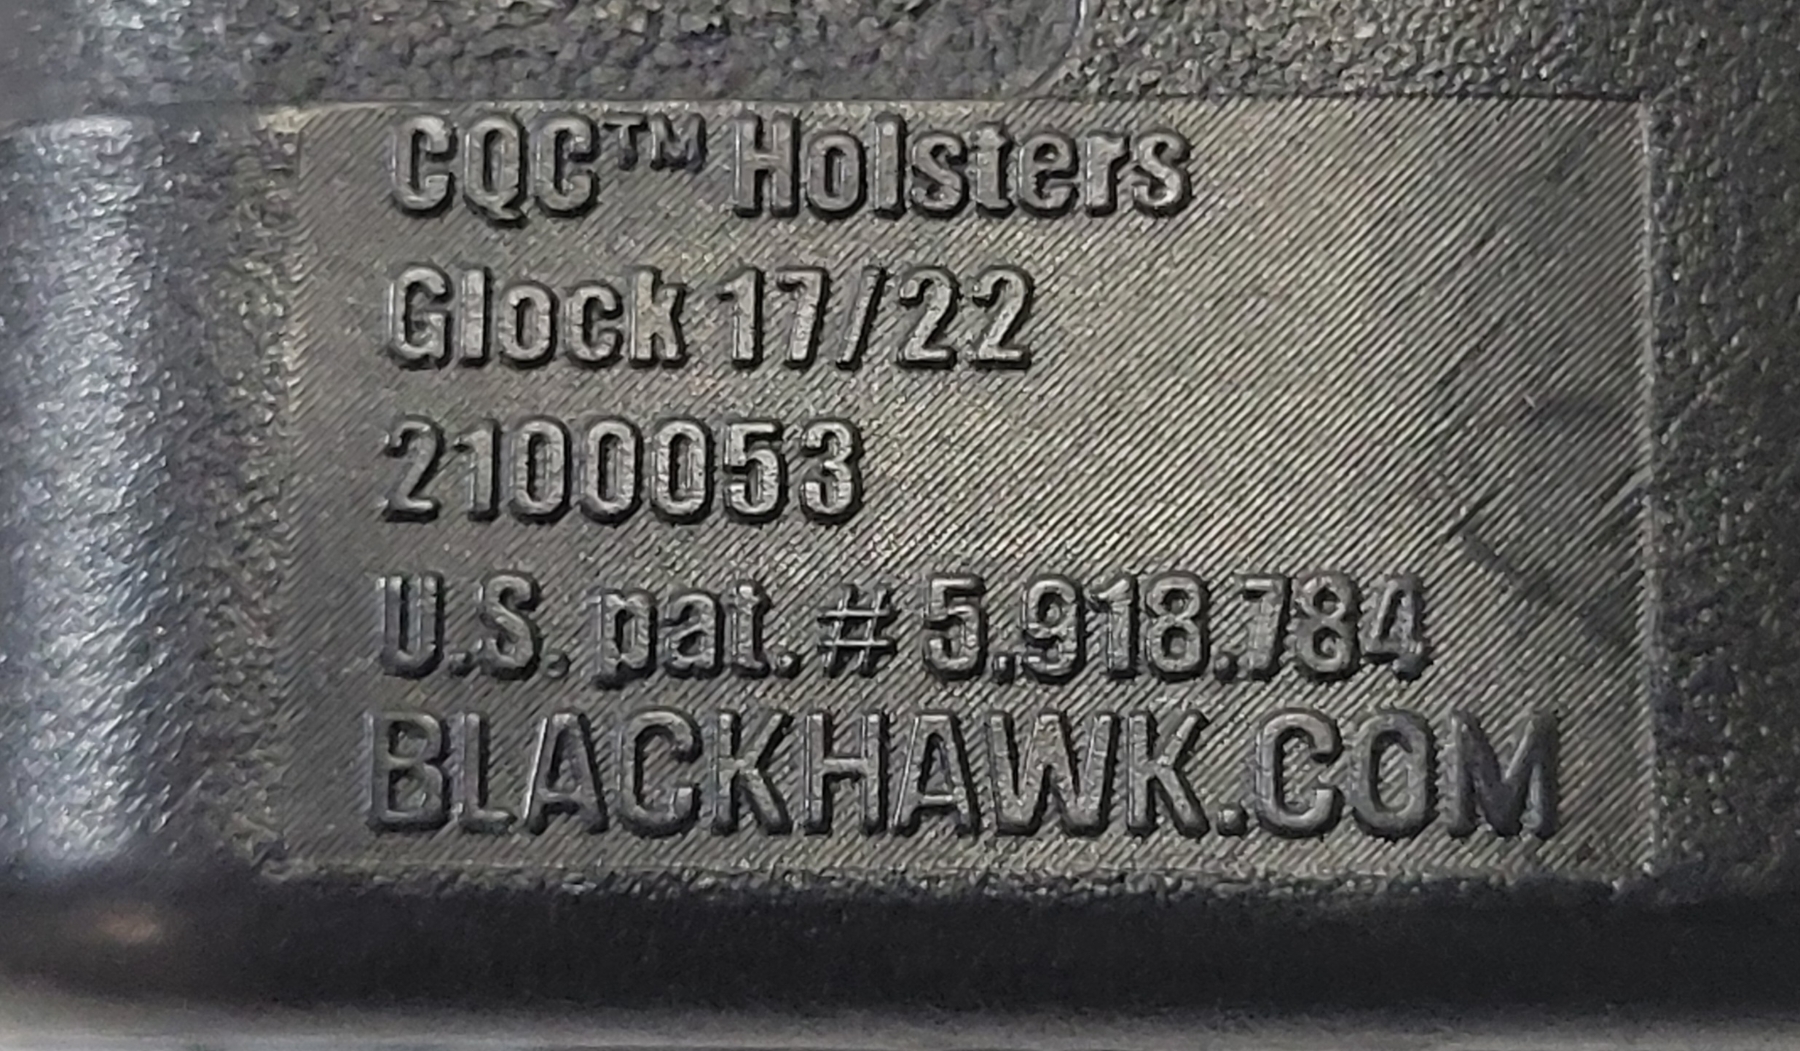 CQC™ Holsters
Glock 17/22
2100053
U.S. pat. # 5.918.784
BLACKHAWK.COM